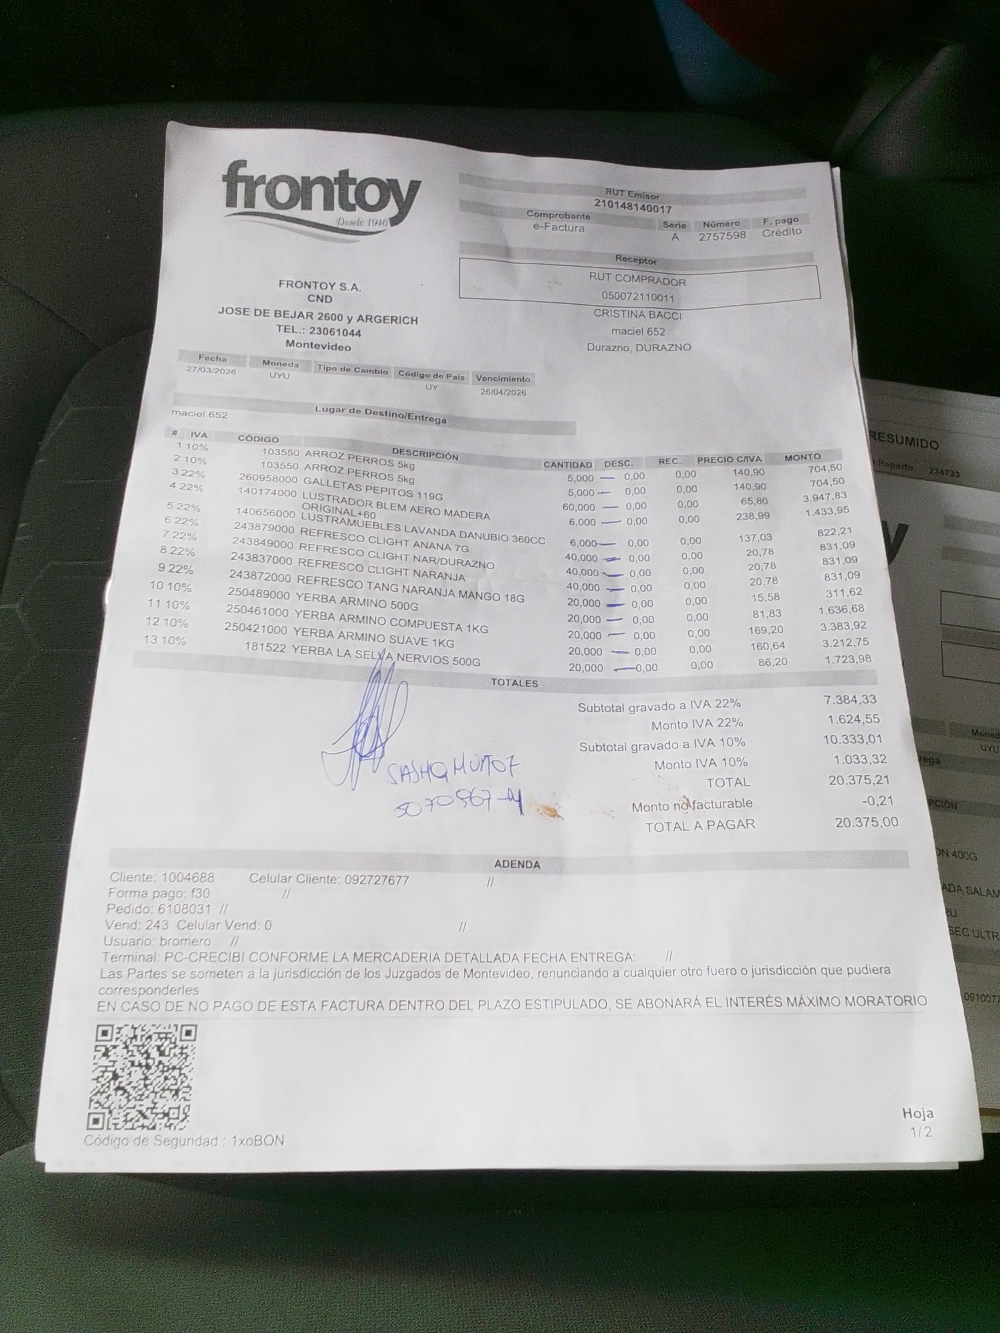 frontoy
Desde 1940
RUT Emisor
210148140017
Comprobante Serie Número F. pago
e-Factura A 2757598 Crédito
Receptor
RUT COMPRADOR
050072110011
CRISTINA BACCI
maciel 652
Durazno, DURAZNO
FRONTOY S.A.
CND
JOSE DE BEJAR 2600 y ARGERICH
TEL.: 23061044
Montevideo
Fecha Moneda Tipo de Cambio Código de País Vencimiento
27/03/2026 UYU UY 26/04/2026
Lugar de Destino/Entrega
maciel 652
# IVA CÓDIGO DESCRIPCIÓN CANTIDAD DESC. REC. PRECIO C/IVA MONTO
1 10% 103550 ARROZ PERROS 5kg 5,000 0,00 0,00 140,90 704,50
2 10% 103550 ARROZ PERROS 5kg 5,000 0,00 0,00 140,90 704,50
3 22% 260958000 GALLETAS PEPITOS 119G 60,000 0,00 0,00 65,80 3.947,83
4 22% 140174000 LUSTRADOR BLEM AERO MADERA 6,000 0,00 0,00 238,99 1.433,95
ORIGINAL+60
5 22% 140656000 LUSTRAMUEBLES LAVANDA DANUBIO 360CC 6,000 0,00 0,00 137,03 822,21
6 22% 243879000 REFRESCO CLIGHT ANANA 7G 40,000 0,00 0,00 20,78 831,09
7 22% 243849000 REFRESCO CLIGHT NAR/DURAZNO 40,000 0,00 0,00 20,78 831,09
8 22% 243837000 REFRESCO CLIGHT NARANJA 40,000 0,00 0,00 20,78 831,09
9 22% 243872000 REFRESCO TANG NARANJA MANGO 18G 20,000 0,00 0,00 15,58 311,62
10 10% 250489000 YERBA ARMINO 500G 20,000 0,00 0,00 81,83 1.636,68
11 10% 250461000 YERBA ARMINO COMPUESTA 1KG 20,000 0,00 0,00 169,20 3.383,92
12 10% 250421000 YERBA ARMINO SUAVE 1KG 20,000 0,00 0,00 160,64 3.212,75
13 10% 181522 YERBA LA SELVA NERVIOS 500G 20,000 0,00 0,00 86,20 1.723,98
TOTALES
Subtotal gravado a IVA 22% 7.384,33
Monto IVA 22% 1.624,55
Subtotal gravado a IVA 10% 10.333,01
Monto IVA 10% 1.033,32
TOTAL 20.375,21
Monto no facturable -0,21
TOTAL A PAGAR 20.375,00
ADENDA
Cliente: 1004688 Celular Cliente: 092727677 //
Forma pago: f30 //
Pedido: 6108031 //
Vend: 243 Celular Vend: 0 //
Usuario: bromero //
Terminal: PC-CRECIBI CONFORME LA MERCADERIA DETALLADA FECHA ENTREGA: //
Las Partes se someten a la jurisdicción de los Juzgados de Montevideo, renunciando a cualquier otro fuero o jurisdicción que pudiera
corresponderles
EN CASO DE NO PAGO DE ESTA FACTURA DENTRO DEL PLAZO ESTIPULADO, SE ABONARÁ EL INTERÉS MÁXIMO MORATORIO
Código de Seguridad : 1xoBON
Hoja
1/2
RESUMIDO
Reparto: 234723
UYU
ON 400G
SALAM